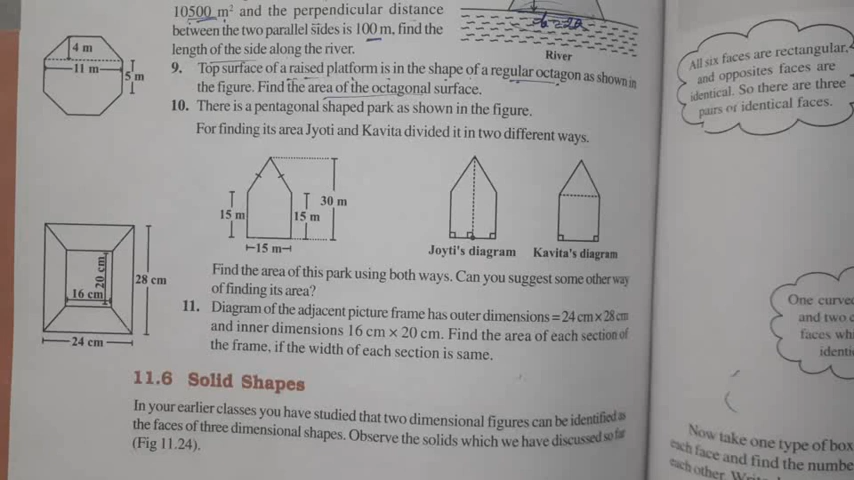 10500 m² and the perpendicular distance
between the two parallel sides is 100 m, find the
length of the side along the river.
River
9. Top surface of a raised platform is in the shape of a regular octagon as shown in
the figure. Find the area of the octagonal surface.
4 m
11 m
5 m
10. There is a pentagonal shaped park as shown in the figure.
For finding its area Jyoti and Kavita divided it in two different ways.
15 m
15 m
30 m
15 m
Joyti's diagram
Kavita's diagram
Find the area of this park using both ways. Can you suggest some other way
of finding its area?
20 cm
16 cm
28 cm
24 cm
11. Diagram of the adjacent picture frame has outer dimensions = 24 cm × 28 cm
and inner dimensions 16 cm × 20 cm. Find the area of each section of
the frame, if the width of each section is same.
11.6 Solid Shapes
In your earlier classes you have studied that two dimensional figures can be identified as
the faces of three dimensional shapes. Observe the solids which we have discussed so far
(Fig 11.24).
All six faces are rectangular,
and opposites faces are
identical. So there are three
pairs of identical faces.
One curve
and two c
faces wh
identi
Now take one type of box
each face and find the numbe
each other.